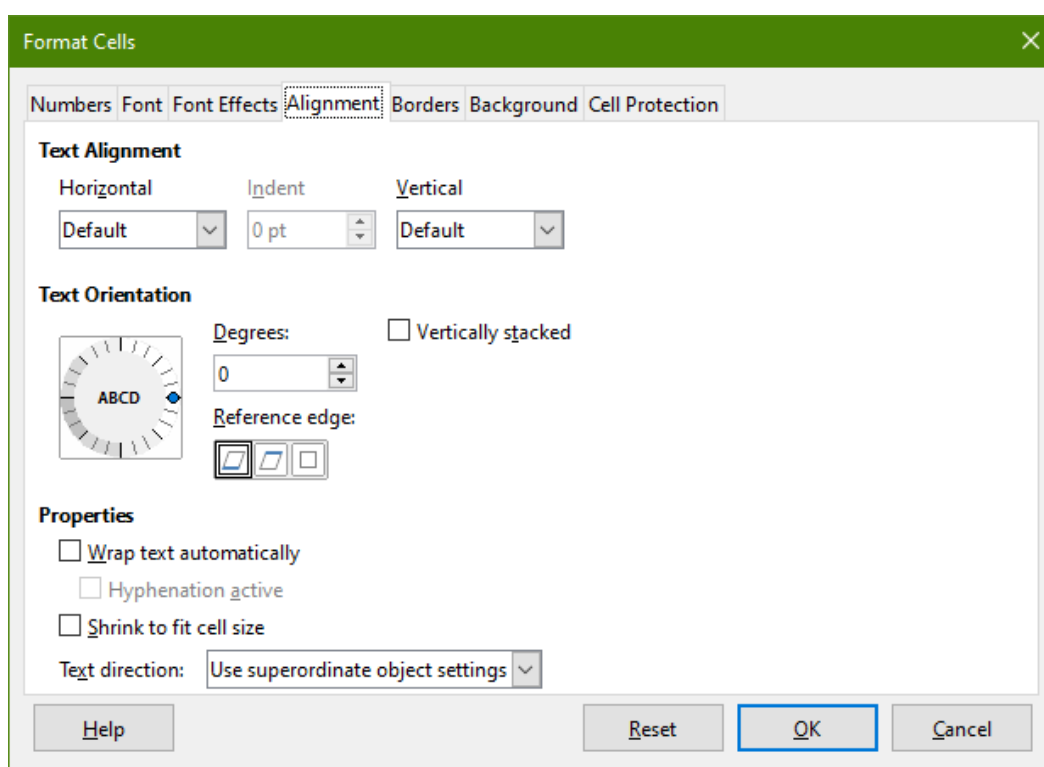 Format Cells
Numbers Font Font Effects Alignment Borders Background Cell Protection
Text Alignment
Horizontal Indent Vertical
Default 0 pt Default
Text Orientation
Degrees: Vertically stacked
0
ABCD
Reference edge:
Properties
Wrap text automatically
Hyphenation active
Shrink to fit cell size
Text direction: Use superordinate object settings
Help Reset OK Cancel